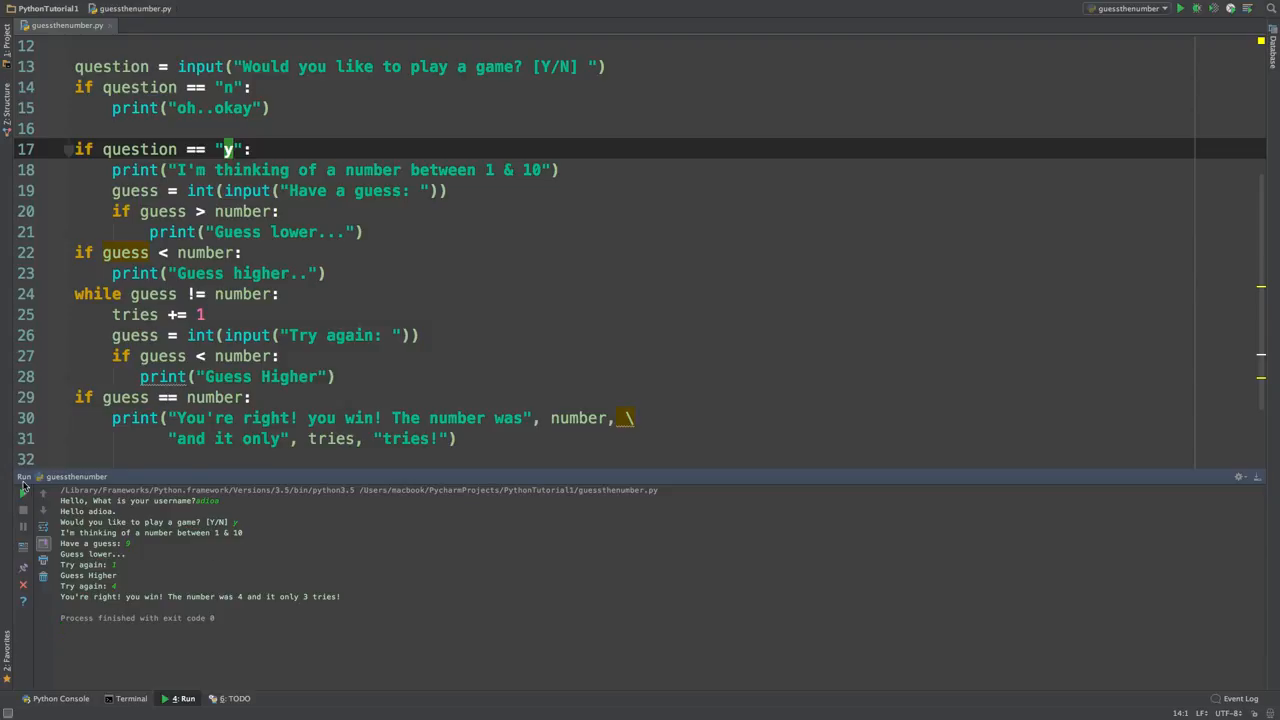 PythonTutorial1 guessthenumber.py guessthenumber
guessthenumber.py
1: Project
Z: Structure
2: Favorites
Database
12
13 question = input("Would you like to play a game? [Y/N] ")
14 if question == "n":
15 print("oh..okay")
16
17 if question == "y":
18 print("I'm thinking of a number between 1 & 10")
19 guess = int(input("Have a guess: "))
20 if guess > number:
21 print("Guess lower...")
22 if guess < number:
23 print("Guess higher..")
24 while guess != number:
25 tries += 1
26 guess = int(input("Try again: "))
27 if guess < number:
28 print("Guess Higher")
29 if guess == number:
30 print("You're right! you win! The number was", number, \
31 "and it only", tries, "tries!")
32
Run guessthenumber
/Library/Frameworks/Python.framework/Versions/3.5/bin/python3.5 /Users/macbook/PycharmProjects/PythonTutorial1/guessthenumber.py
Hello, What is your username?adioa
Hello adioa.
Would you like to play a game? [Y/N] y
I'm thinking of a number between 1 & 10
Have a guess: 9
Guess lower...
Try again: 1
Guess Higher
Try again: 4
You're right! you win! The number was 4 and it only 3 tries!
Process finished with exit code 0
Python Console Terminal 4: Run 6: TODO Event Log
14:1 LF÷ UTF-8÷